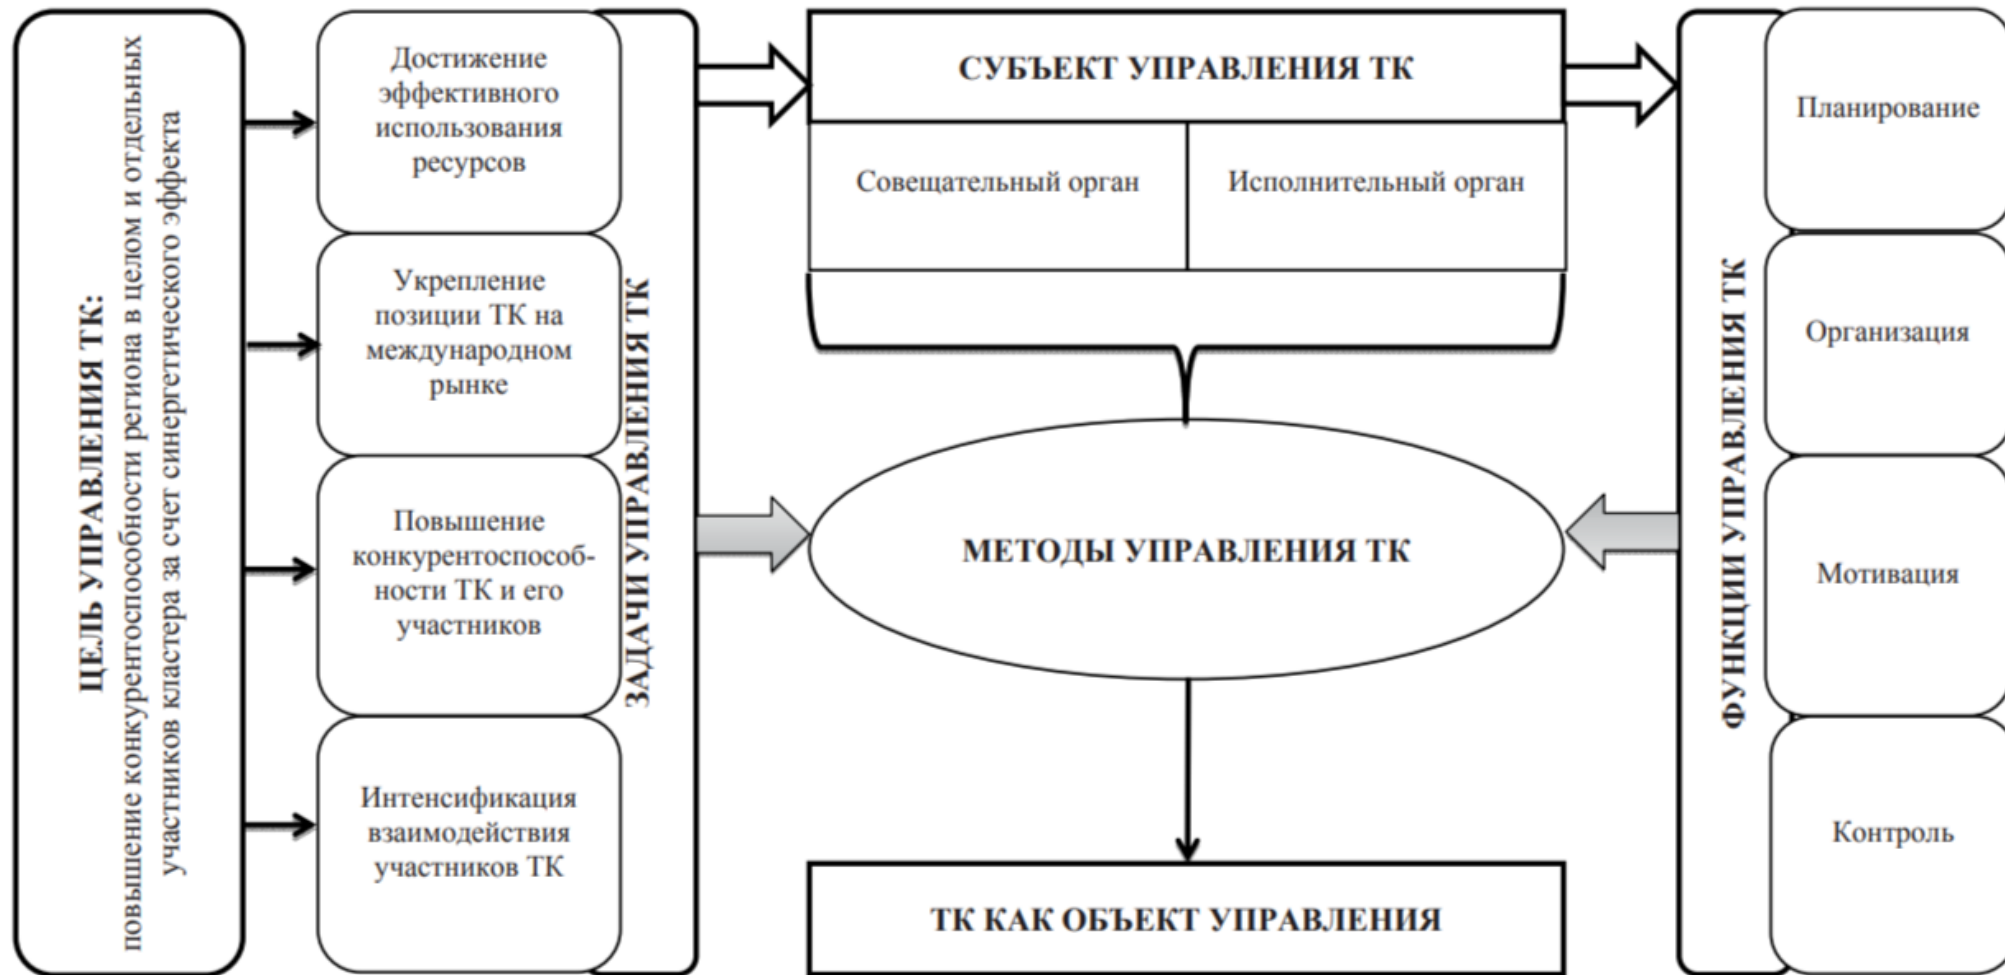 ЦЕЛЬ УПРАВЛЕНИЯ ТК:
повышение конкурентоспособности региона в целом и отдельных
участников кластера за счет синергетического эффекта
Достижение
эффективного
использования
ресурсов
Укрепление
позиции ТК на
международном
рынке
Повышение
конкурентоспособ-
ности ТК и его
участников
Интенсификация
взаимодействия
участников ТК
ЗАДАЧИ УПРАВЛЕНИЯ ТК
СУБЪЕКТ УПРАВЛЕНИЯ ТК
Совещательный орган
Исполнительный орган
МЕТОДЫ УПРАВЛЕНИЯ ТК
ТК КАК ОБЪЕКТ УПРАВЛЕНИЯ
ФУНКЦИИ УПРАВЛЕНИЯ ТК
Планирование
Организация
Мотивация
Контроль